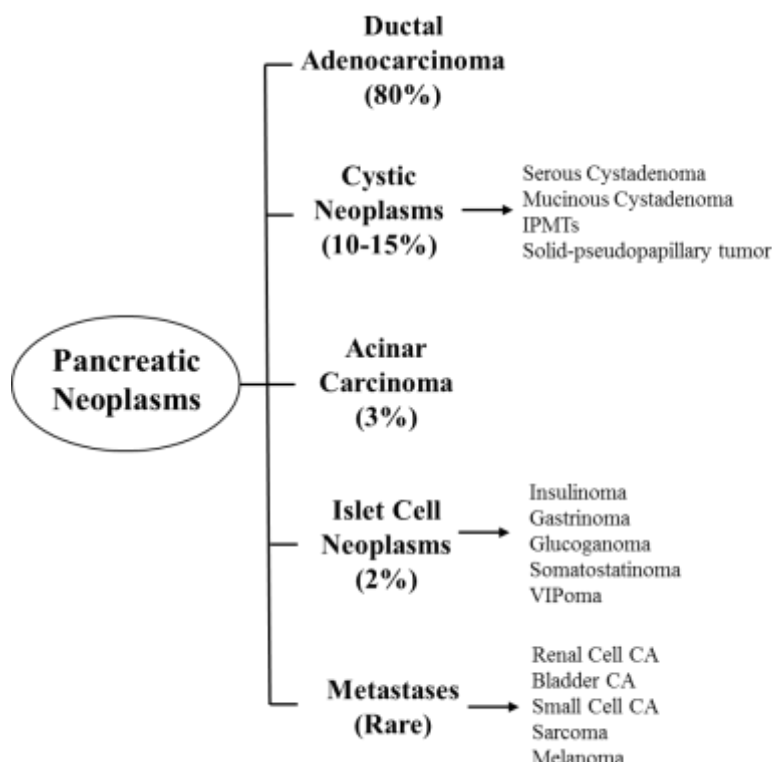 Ductal
Adenocarcinoma
(80%)
Cystic
Neoplasms
(10-15%)
Serous Cystadenoma
Mucinous Cystadenoma
IPMTs
Solid-pseudopapillary tumor
Pancreatic
Neoplasms
Acinar
Carcinoma
(3%)
Islet Cell
Neoplasms
(2%)
Insulinoma
Gastrinoma
Glucoganoma
Somatostatinoma
VIPoma
Metastases
(Rare)
Renal Cell CA
Bladder CA
Small Cell CA
Sarcoma
Melanoma